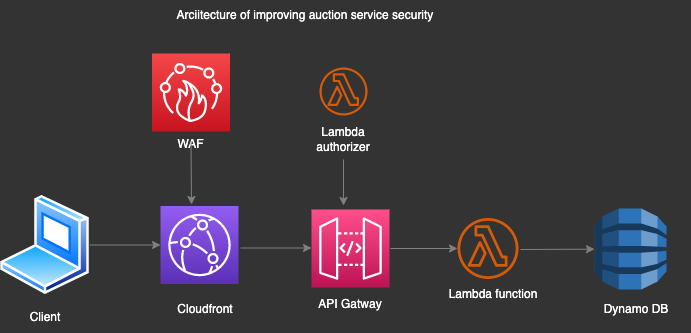 Arciitecture of improving auction service security
WAF
Lambda
authorizer
</>
Client
Cloudfront
API Gatway
Lambda function
Dynamo DB